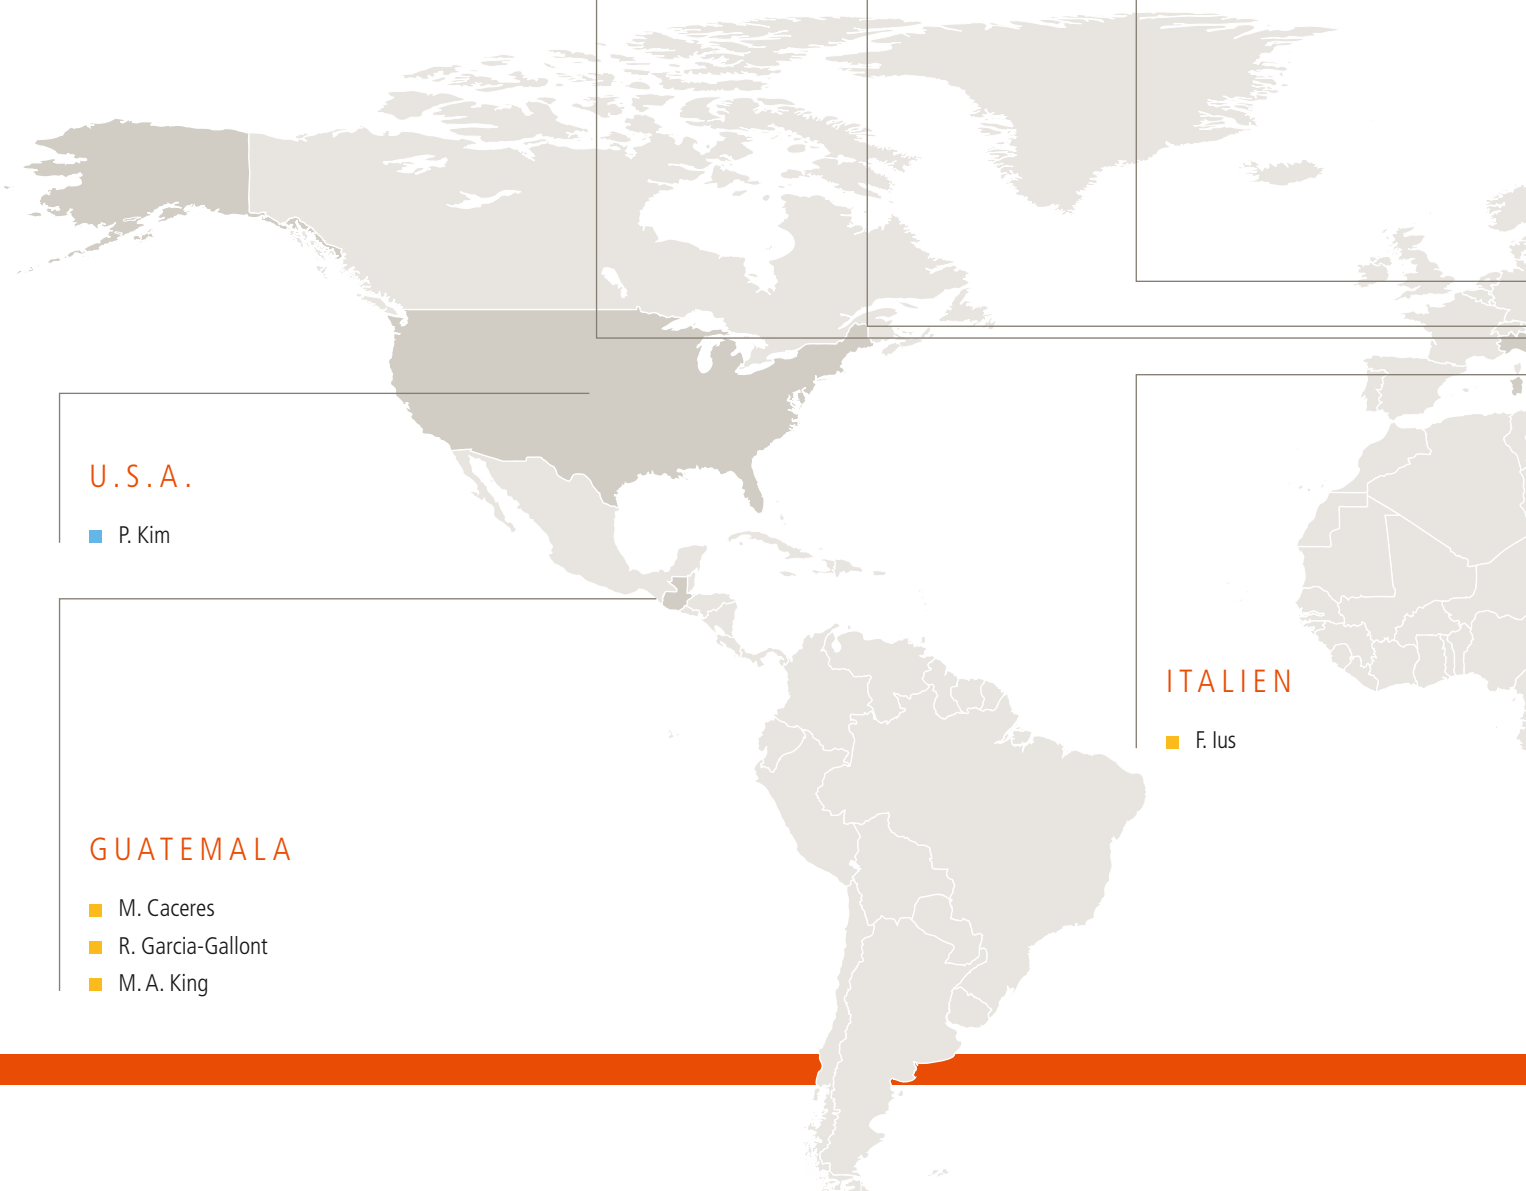 U.S.A.
P. Kim
GUATEMALA
M. Caceres
R. Garcia-Gallont
M. A. King
ITALIEN
F. Ius